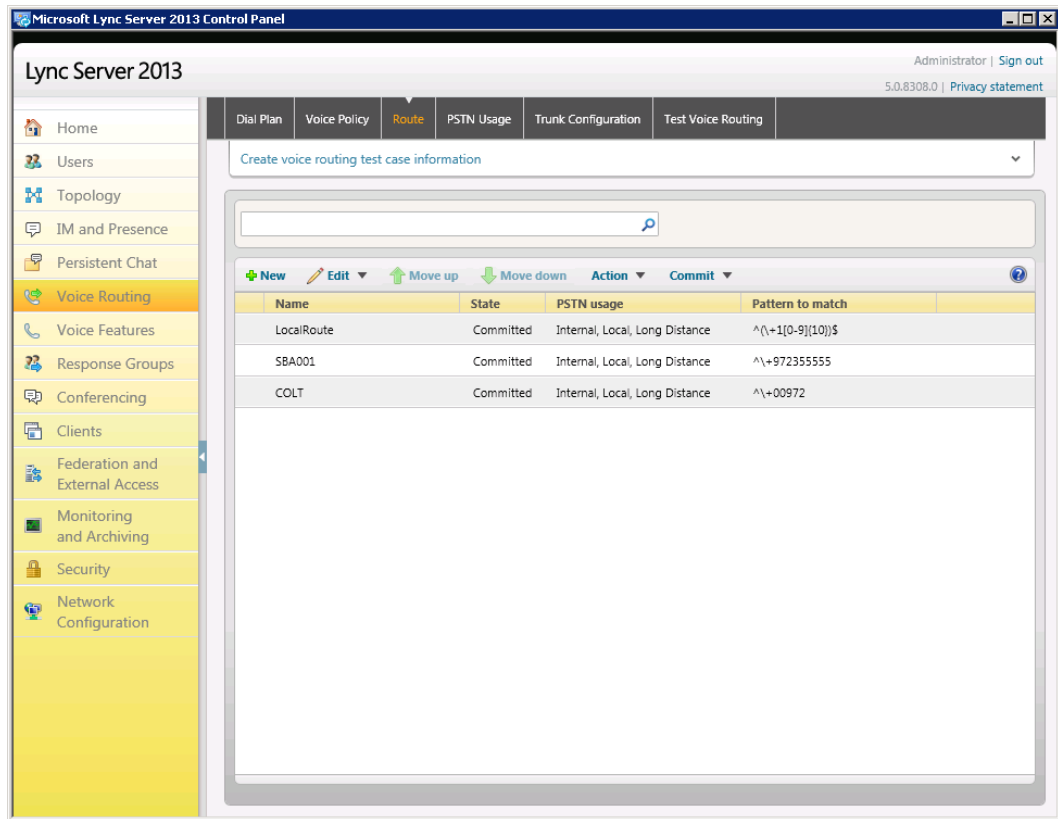 Microsoft Lync Server 2013 Control Panel
Lync Server 2013
Administrator | Sign out
5.0.8308.0 | Privacy statement
Home
Users
Topology
IM and Presence
Persistent Chat
Voice Routing
Voice Features
Response Groups
Conferencing
Clients
Federation and
External Access
Monitoring
and Archiving
Security
Network
Configuration
Dial Plan Voice Policy Route PSTN Usage Trunk Configuration Test Voice Routing
Create voice routing test case information
New Edit Move up Move down Action Commit
Name State PSTN usage Pattern to match
LocalRoute Committed Internal, Local, Long Distance ^(\+1[0-9]{10})$
SBA001 Committed Internal, Local, Long Distance ^\+972355555
COLT Committed Internal, Local, Long Distance ^\+00972